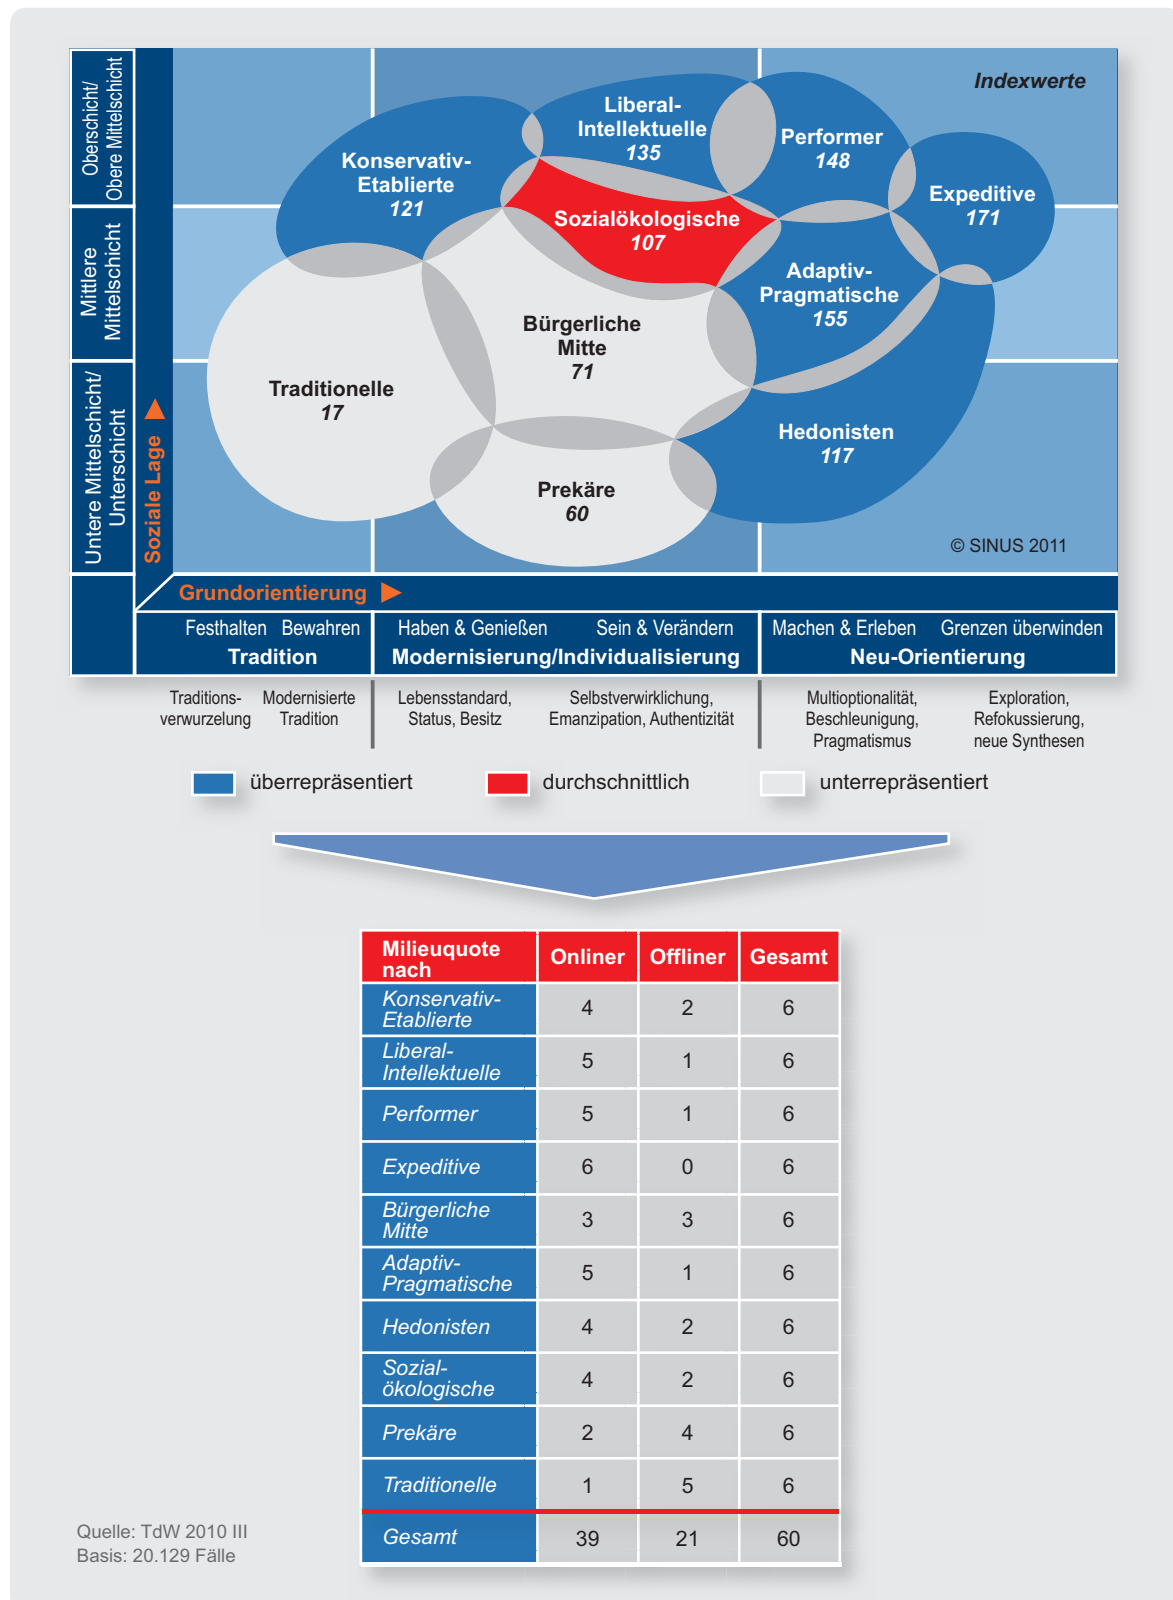 Indexwerte
Oberschicht/
Obere Mittelschicht
Mittlere
Mittelschicht
Untere Mittelschicht/
Unterschicht
Soziale Lage
Liberal-
Intellektuelle
135
Performer
148
Konservativ-
Etablierte
121
Expeditive
171
Sozialökologische
107
Adaptiv-
Pragmatische
155
Bürgerliche
Mitte
71
Traditionelle
17
Hedonisten
117
Prekäre
60
© SINUS 2011
Grundorientierung
Festhalten Bewahren
Tradition
Haben & Genießen Sein & Verändern
Modernisierung/Individualisierung
Machen & Erleben Grenzen überwinden
Neu-Orientierung
Traditions-
verwurzelung
Modernisierte
Tradition
Lebensstandard,
Status, Besitz
Selbstverwirklichung,
Emanzipation, Authentizität
Multioptionalität,
Beschleunigung,
Pragmatismus
Exploration,
Refokussierung,
neue Synthesen
überrepräsentiert
durchschnittlich
unterrepräsentiert
Milieuquote
nach
Onliner Offliner Gesamt
Konservativ-
Etablierte
4 2 6
Liberal-
Intellektuelle
5 1 6
Performer 5 1 6
Expeditive 6 0 6
Bürgerliche
Mitte
3 3 6
Adaptiv-
Pragmatische
5 1 6
Hedonisten 4 2 6
Sozial-
ökologische
4 2 6
Prekäre 2 4 6
Traditionelle 1 5 6
Gesamt 39 21 60
Quelle: TdW 2010 III
Basis: 20.129 Fälle